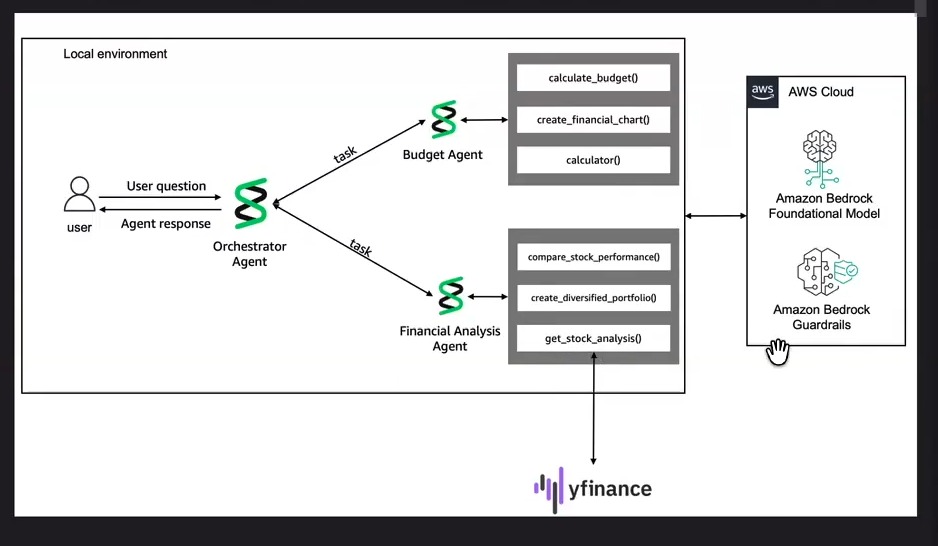 Local environment
calculate_budget()
create_financial_chart()
calculator()
Budget Agent
task
User question
Agent response
user
Orchestrator
Agent
task
compare_stock_performance()
create_diversified_portfolio()
get_stock_analysis()
Financial Analysis
Agent
aws
AWS Cloud
Amazon Bedrock
Foundational Model
Amazon Bedrock
Guardrails
yfinance